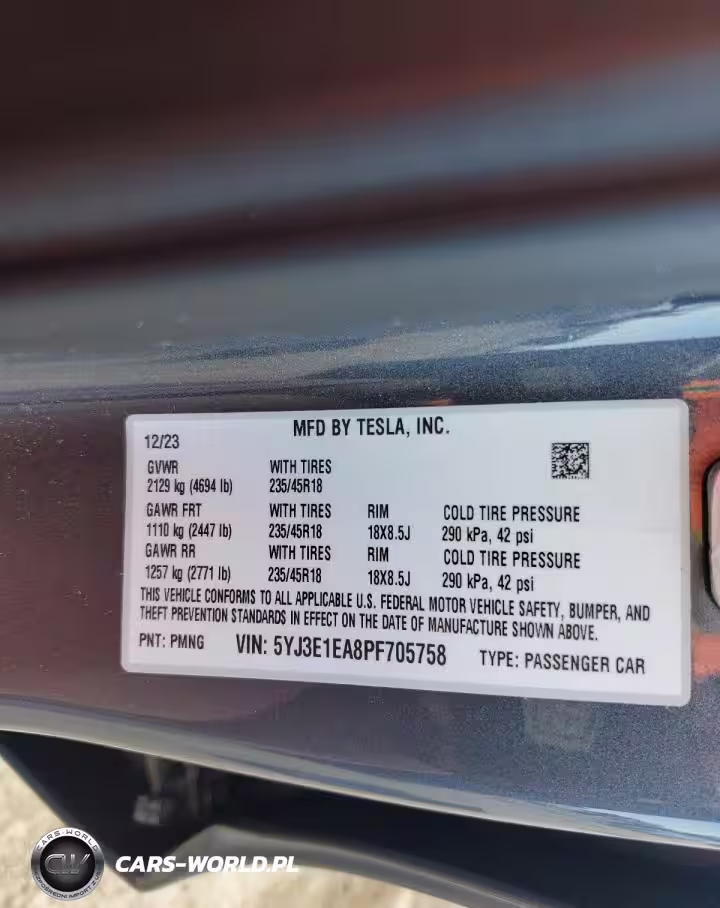 MFD BY TESLA, INC.
12/23
GVWR WITH TIRES
2129 kg (4694 lb) 235/45R18
GAWR FRT WITH TIRES RIM COLD TIRE PRESSURE
1110 kg (2447 lb) 235/45R18 18X8.5J 290 kPa, 42 psi
GAWR RR WITH TIRES RIM COLD TIRE PRESSURE
1257 kg (2771 lb) 235/45R18 18X8.5J 290 kPa, 42 psi
THIS VEHICLE CONFORMS TO ALL APPLICABLE U.S. FEDERAL MOTOR VEHICLE SAFETY, BUMPER, AND
THEFT PREVENTION STANDARDS IN EFFECT ON THE DATE OF MANUFACTURE SHOWN ABOVE.
PNT: PMNG VIN: 5YJ3E1EA8PF705758 TYPE: PASSENGER CAR
CARS-WORLD
CW
CARS-WORLD.PL